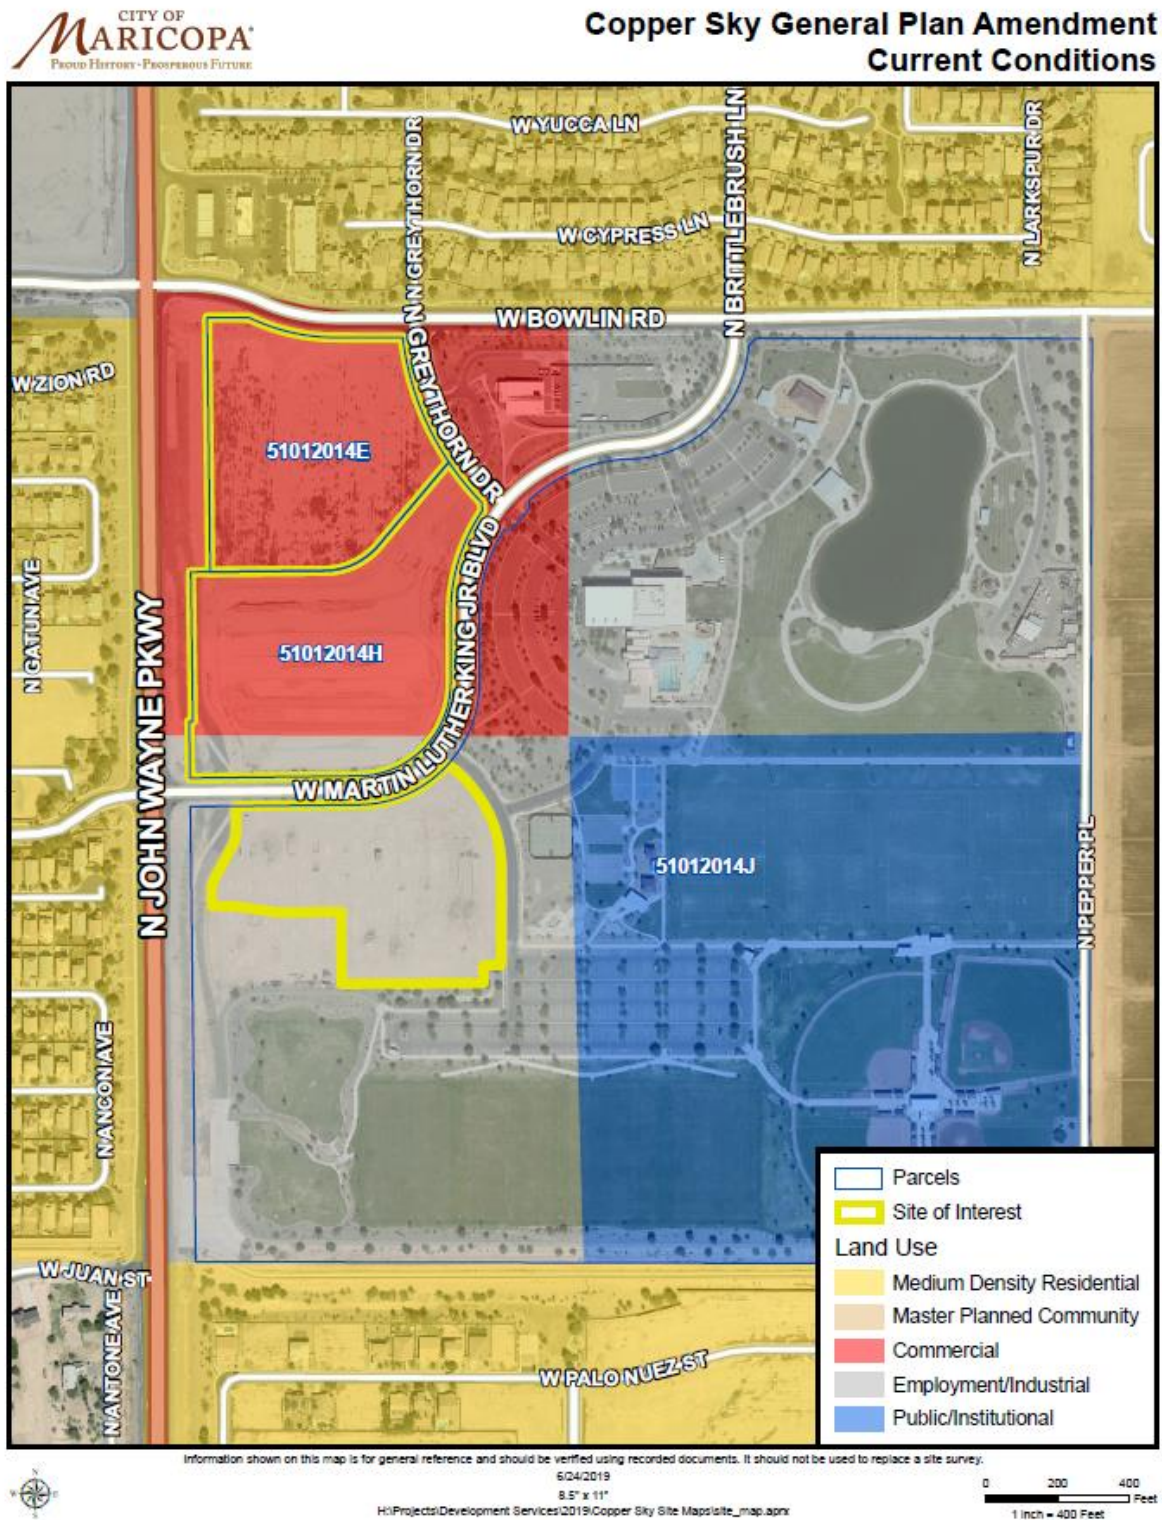 CITY OF
MARICOPA
PROUD HISTORY - PROSPEROUS FUTURE
Copper Sky General Plan Amendment
Current Conditions
W YUCCA LN
N GREYTHORN DR
N BRITTLEBRUSH LN
N LARKSPUR DR
W CYPRESS LN
W BOWLIN RD
W ZION RD
N GREYTHORN DR
51012014E
N GATUN AVE
N JOHN WAYNE PKWY
51012014H
W MARTIN LUTHER KING JR BLVD
51012014J
N PEPPER PL
N ANCON AVE
W JUAN ST
N ANTONE AVE
W PALO NUEZ ST
Parcels
Site of Interest
Land Use
Medium Density Residential
Master Planned Community
Commercial
Employment/Industrial
Public/Institutional
Information shown on this map is for general reference and should be verified using recorded documents. It should not be used to replace a site survey.
6/24/2019
8.5" x 11"
H:\Projects\Development Services\2019\Copper Sky Site Maps\site_map.aprx
N
W E
S
0 200 400
Feet
1 inch = 400 Feet